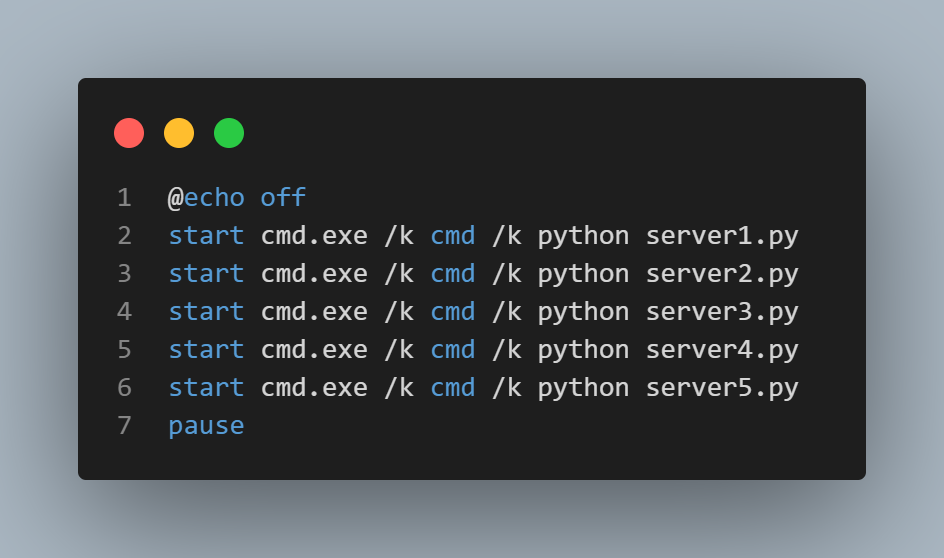 1 @echo off
2 start cmd.exe /k cmd /k python server1.py
3 start cmd.exe /k cmd /k python server2.py
4 start cmd.exe /k cmd /k python server3.py
5 start cmd.exe /k cmd /k python server4.py
6 start cmd.exe /k cmd /k python server5.py
7 pause